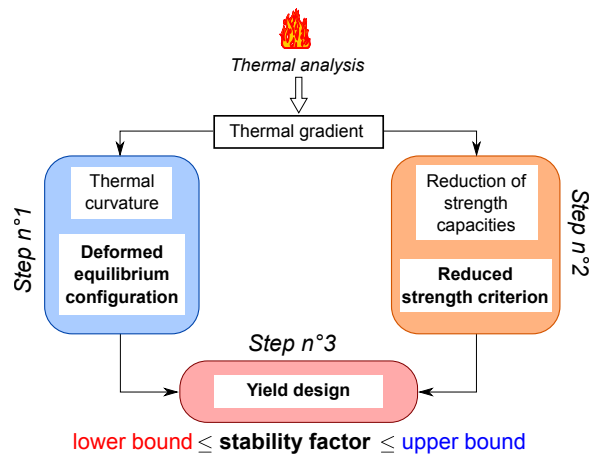 Thermal analysis
Thermal gradient
Step n°1
Thermal
curvature
Deformed
equilibrium
configuration
Reduction of
strength
capacities
Reduced
strength criterion
Step n°2
Step n°3
Yield design
lower bound ≤ stability factor ≤ upper bound